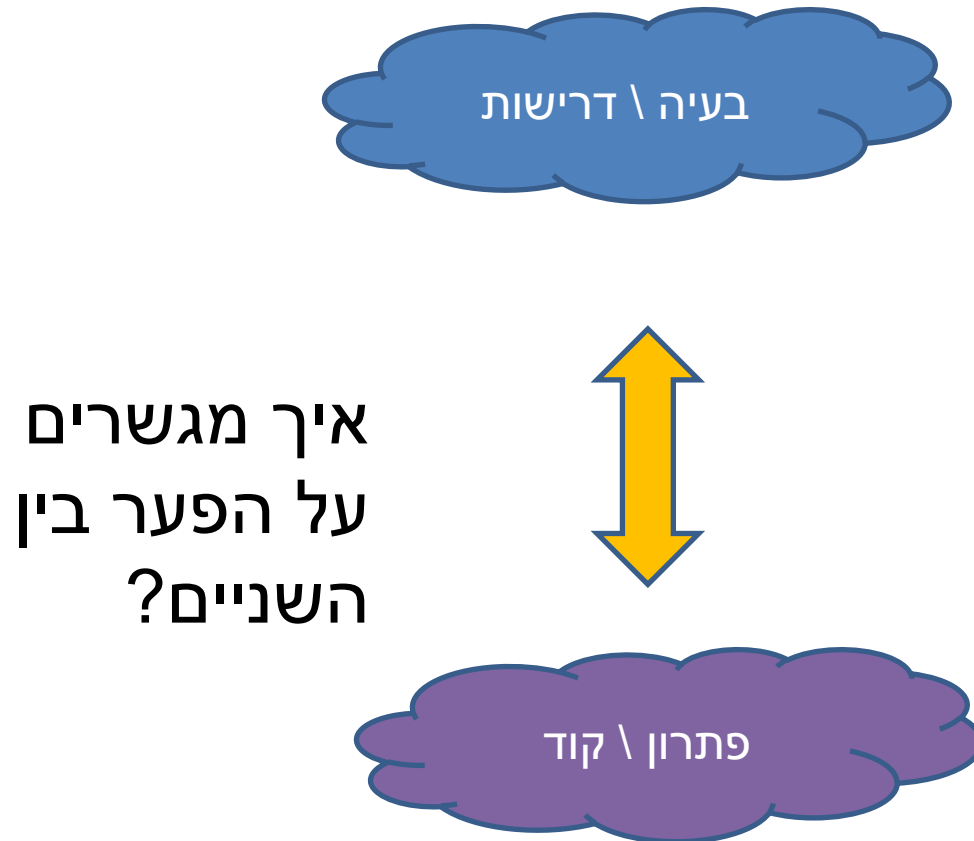 בעיה \ דרישות
איך מגשרים
על הפער בין
השניים?
פתרון \ קוד